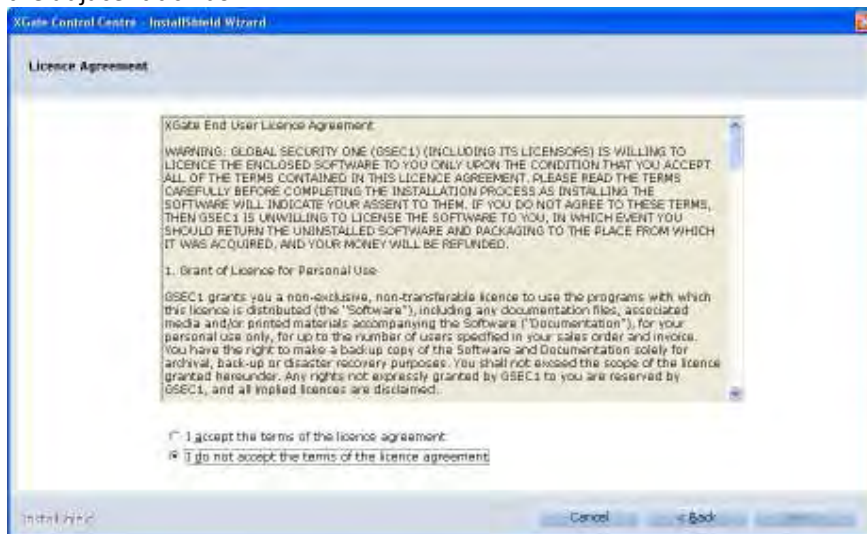 XGate Control Centre - InstallShield Wizard
Licence Agreement
XGate End User Licence Agreement
WARNING: GLOBAL SECURITY ONE (GSEC1) (INCLUDING ITS LICENSORS) IS WILLING TO
LICENCE THE ENCLOSED SOFTWARE TO YOU ONLY UPON THE CONDITION THAT YOU ACCEPT
ALL OF THE TERMS CONTAINED IN THIS LICENCE AGREEMENT. PLEASE READ THE TERMS
CAREFULLY BEFORE COMPLETING THE INSTALLATION PROCESS AS INSTALLING THE
SOFTWARE WILL INDICATE YOUR ASSENT TO THEM. IF YOU DO NOT AGREE TO THESE TERMS,
THEN GSEC1 IS UNWILLING TO LICENSE THE SOFTWARE TO YOU, IN WHICH EVENT YOU
SHOULD RETURN THE UNINSTALLED SOFTWARE AND PACKAGING TO THE PLACE FROM WHICH
IT WAS ACQUIRED, AND YOUR MONEY WILL BE REFUNDED.
1. Grant of Licence for Personal Use
GSEC1 grants you a non-exclusive, non-transferable licence to use the programs with which
this licence is distributed (the "Software"), including any documentation files, associated
media and/or printed materials accompanying the Software ("Documentation"), for your
personal use only, for up to the number of users specified in your sales order and invoice.
You have the right to make a backup copy of the Software and Documentation solely for
archival, back-up or disaster recovery purposes. You shall not exceed the scope of the licence
granted hereunder. Any rights not expressly granted by GSEC1 to you are reserved by
GSEC1, and all implied licences are disclaimed.
I accept the terms of the licence agreement
I do not accept the terms of the licence agreement
InstallShield
Cancel
< Back